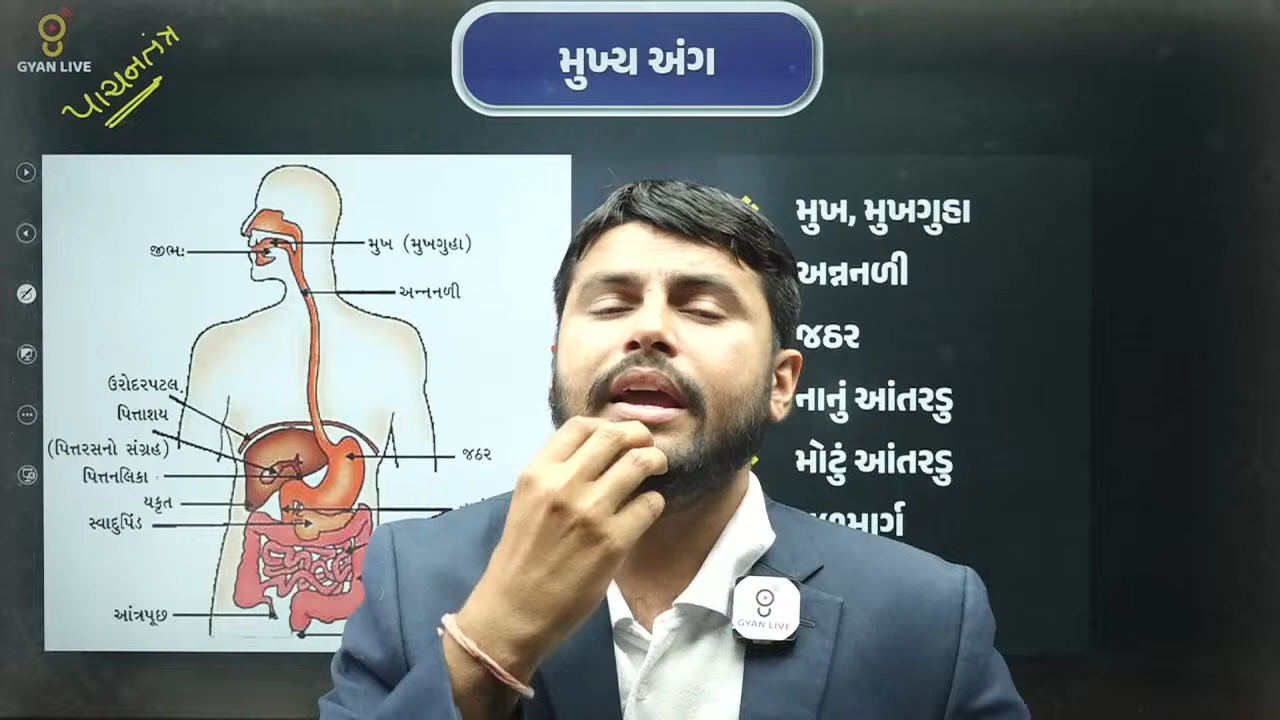 GYAN LIVE
પાચનતંત્ર
મુખ્ય અંગ
જીભ
મુખ (મુખગુહા)
અન્નનળી
ઉરોદરપટલ
પિત્તાશય
(પિત્તરસનો સંગ્રહ)
પિત્તનલિકા
યકૃત
સ્વાદુપિંડ
જઠર
આંત્રપૂછ
મુખ, મુખગુહા
અન્નનળી
જઠર
નાનું આંતરડુ
મોટું આંતરડુ
GYAN LIVE